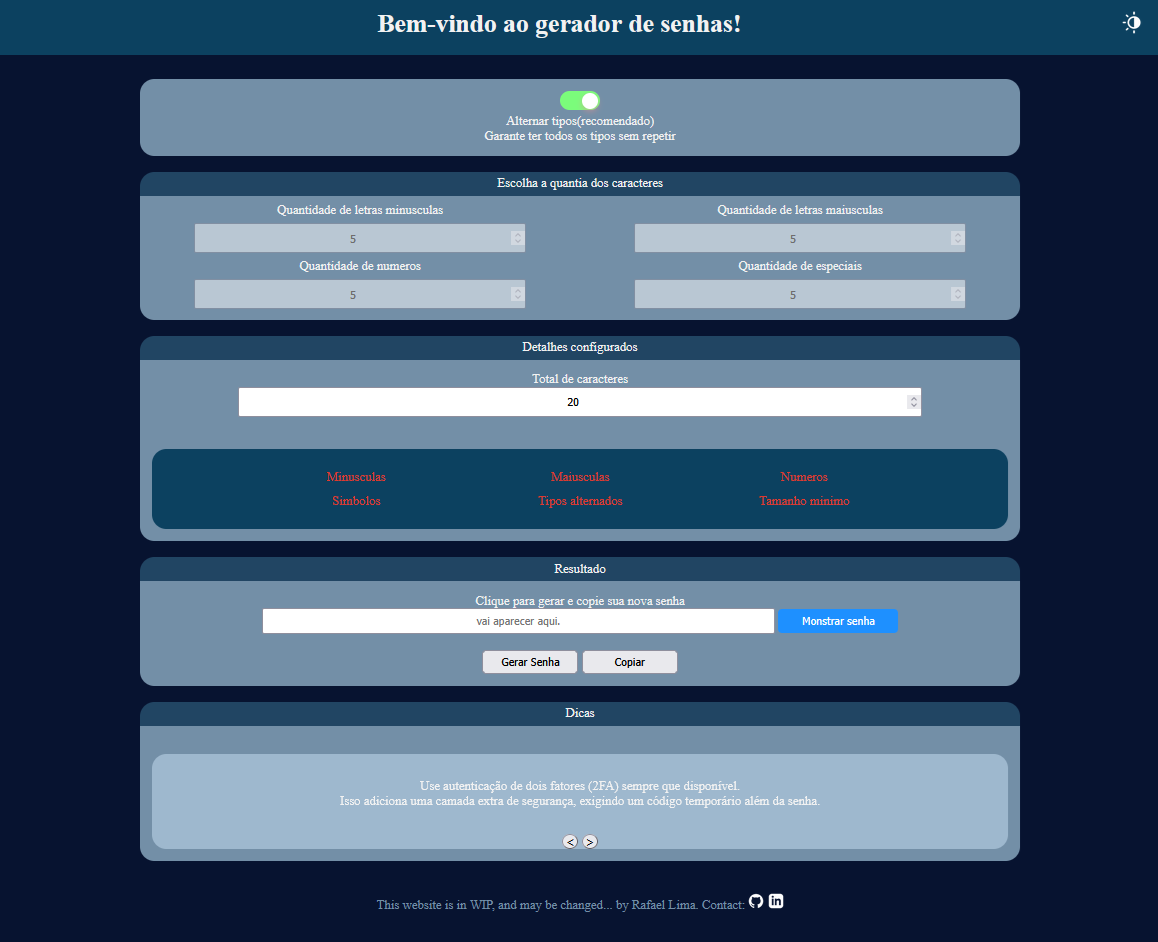 Bem-vindo ao gerador de senhas!
Alternar tipos(recomendado)
Garante ter todos os tipos sem repetir
Escolha a quantia dos caracteres
Quantidade de letras minusculas
Quantidade de letras maiusculas
5
5
Quantidade de numeros
Quantidade de especiais
5
5
Detalhes configurados
Total de caracteres
20
Minusculas
Maiusculas
Numeros
Simbolos
Tipos alternados
Tamanho minimo
Resultado
Clique para gerar e copie sua nova senha
vai aparecer aqui.
Monstrar senha
Gerar Senha
Copiar
Dicas
Use autenticação de dois fatores (2FA) sempre que disponível.
Isso adiciona uma camada extra de segurança, exigindo um código temporário além da senha.
< >
This website is in WIP, and may be changed... by Rafael Lima. Contact: in